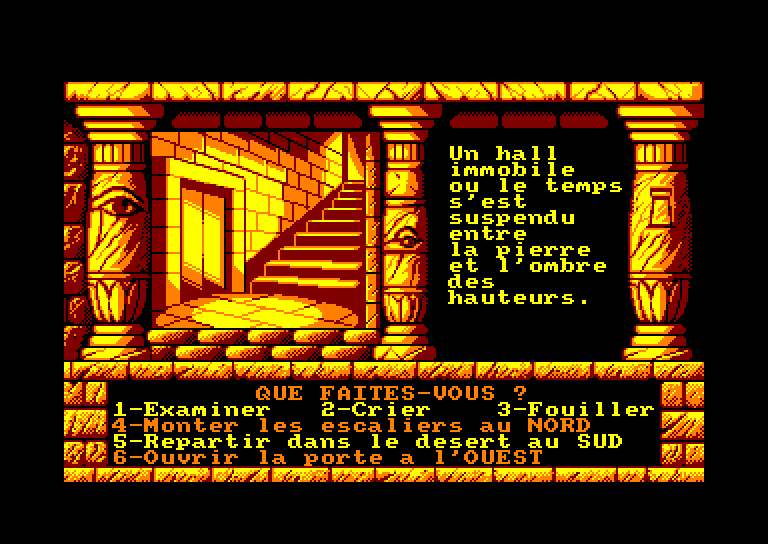 Un hall
immobile
ou le temps
s'est
suspendu
entre
la pierre
et l'ombre
des
hauteurs.
QUE FAITES-VOUS ?
1-Examiner 2-Crier 3-Fouiller
4-Monter les escaliers au NORD
5-Repartir dans le desert au SUD
6-Ouvrir la porte a l'OUEST